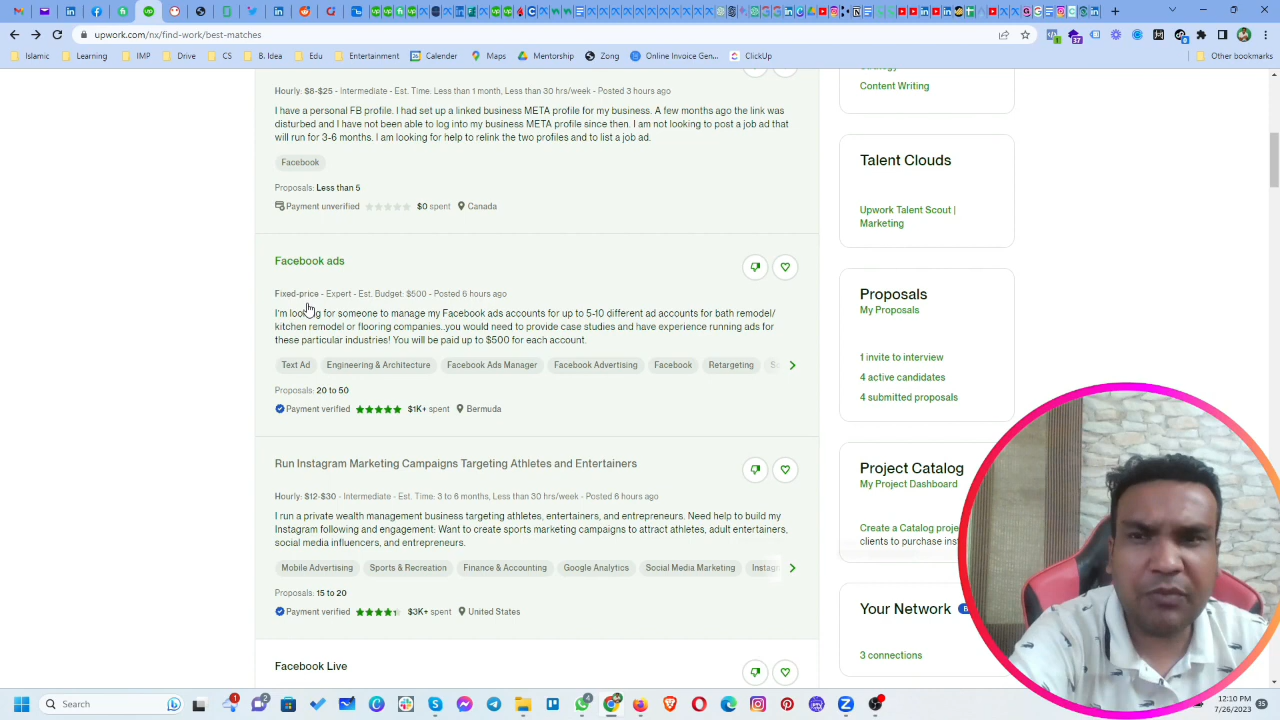 upwork.com/nx/find-work/best-matches
Islamic
Learning
IMP
Drive
CS
B. Idea
Edu
Entertainment
Calender
Maps
Mentorship
Zong
Online Invoice Gen...
ClickUp
Other bookmarks
Hourly: $8-$25 - Intermediate - Est. Time: Less than 1 month, Less than 30 hrs/week - Posted 3 hours ago
I have a personal FB profile. I had set up a linked business META profile for my business. A few months ago the link was
disturbed and I have not been able to log into my business META profile since then. I am not looking to post a job ad that
will run for 3-6 months. I am looking for help to relink the two profiles and to list a job ad.
Facebook
Proposals: Less than 5
Payment unverified $0 spent Canada
Facebook ads
Fixed-price - Expert - Est. Budget: $500 - Posted 6 hours ago
I'm looking for someone to manage my Facebook ads accounts for up to 5-10 different ad accounts for bath remodel/
kitchen remodel or flooring companies..you would need to provide case studies and have experience running ads for
these particular industries! You will be paid up to $500 for each account.
Text Ad
Engineering & Architecture
Facebook Ads Manager
Facebook Advertising
Facebook
Retargeting
Proposals: 20 to 50
Payment verified $1K+ spent Bermuda
Run Instagram Marketing Campaigns Targeting Athletes and Entertainers
Hourly: $12-$30 - Intermediate - Est. Time: 3 to 6 months, Less than 30 hrs/week - Posted 6 hours ago
I run a private wealth management business targeting athletes, entertainers, and entrepreneurs. Need help to build my
Instagram following and engagement. Want to create sports marketing campaigns to attract athletes, adult entertainers,
social media influencers, and entrepreneurs.
Mobile Advertising
Sports & Recreation
Finance & Accounting
Google Analytics
Social Media Marketing
Instagr
Proposals: 15 to 20
Payment verified $3K+ spent United States
Facebook Live
Content Writing
Talent Clouds
Upwork Talent Scout |
Marketing
Proposals
My Proposals
1 invite to interview
4 active candidates
4 submitted proposals
Project Catalog
My Project Dashboard
Create a Catalog proje
clients to purchase ins
Your Network
3 connections
Search
12:10 PM
7/26/2023